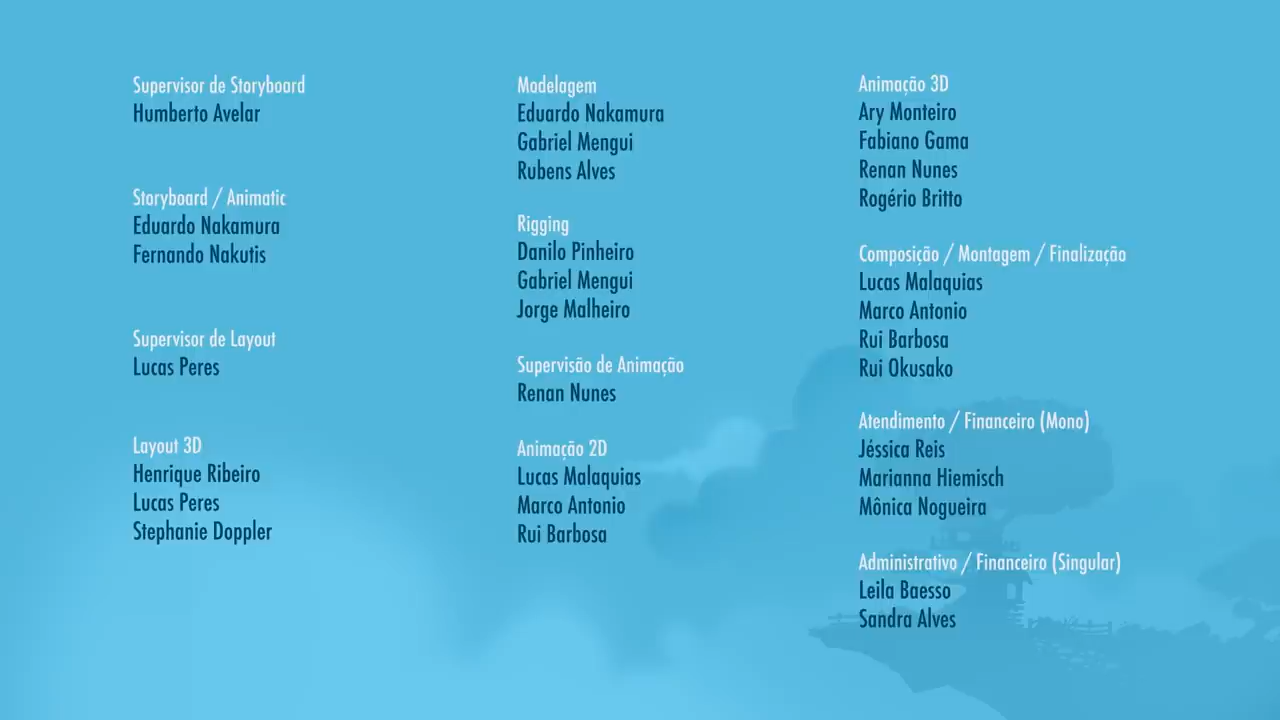 Supervisor de Storyboard
Humberto Avelar
Storyboard / Animatic
Eduardo Nakamura
Fernando Nakutis
Supervisor de Layout
Lucas Peres
Layout 3D
Henrique Ribeiro
Lucas Peres
Stephanie Doppler
Modelagem
Eduardo Nakamura
Gabriel Mengui
Rubens Alves
Rigging
Danilo Pinheiro
Gabriel Mengui
Jorge Malheiro
Supervisão de Animação
Renan Nunes
Animação 2D
Lucas Malaquias
Marco Antonio
Rui Barbosa
Animação 3D
Ary Monteiro
Fabiano Gama
Renan Nunes
Rogério Britto
Composição / Montagem / Finalização
Lucas Malaquias
Marco Antonio
Rui Barbosa
Rui Okusako
Atendimento / Financeiro (Mono)
Jéssica Reis
Marianna Hiemisch
Mônica Nogueira
Administrativo / Financeiro (Singular)
Leila Baesso
Sandra Alves